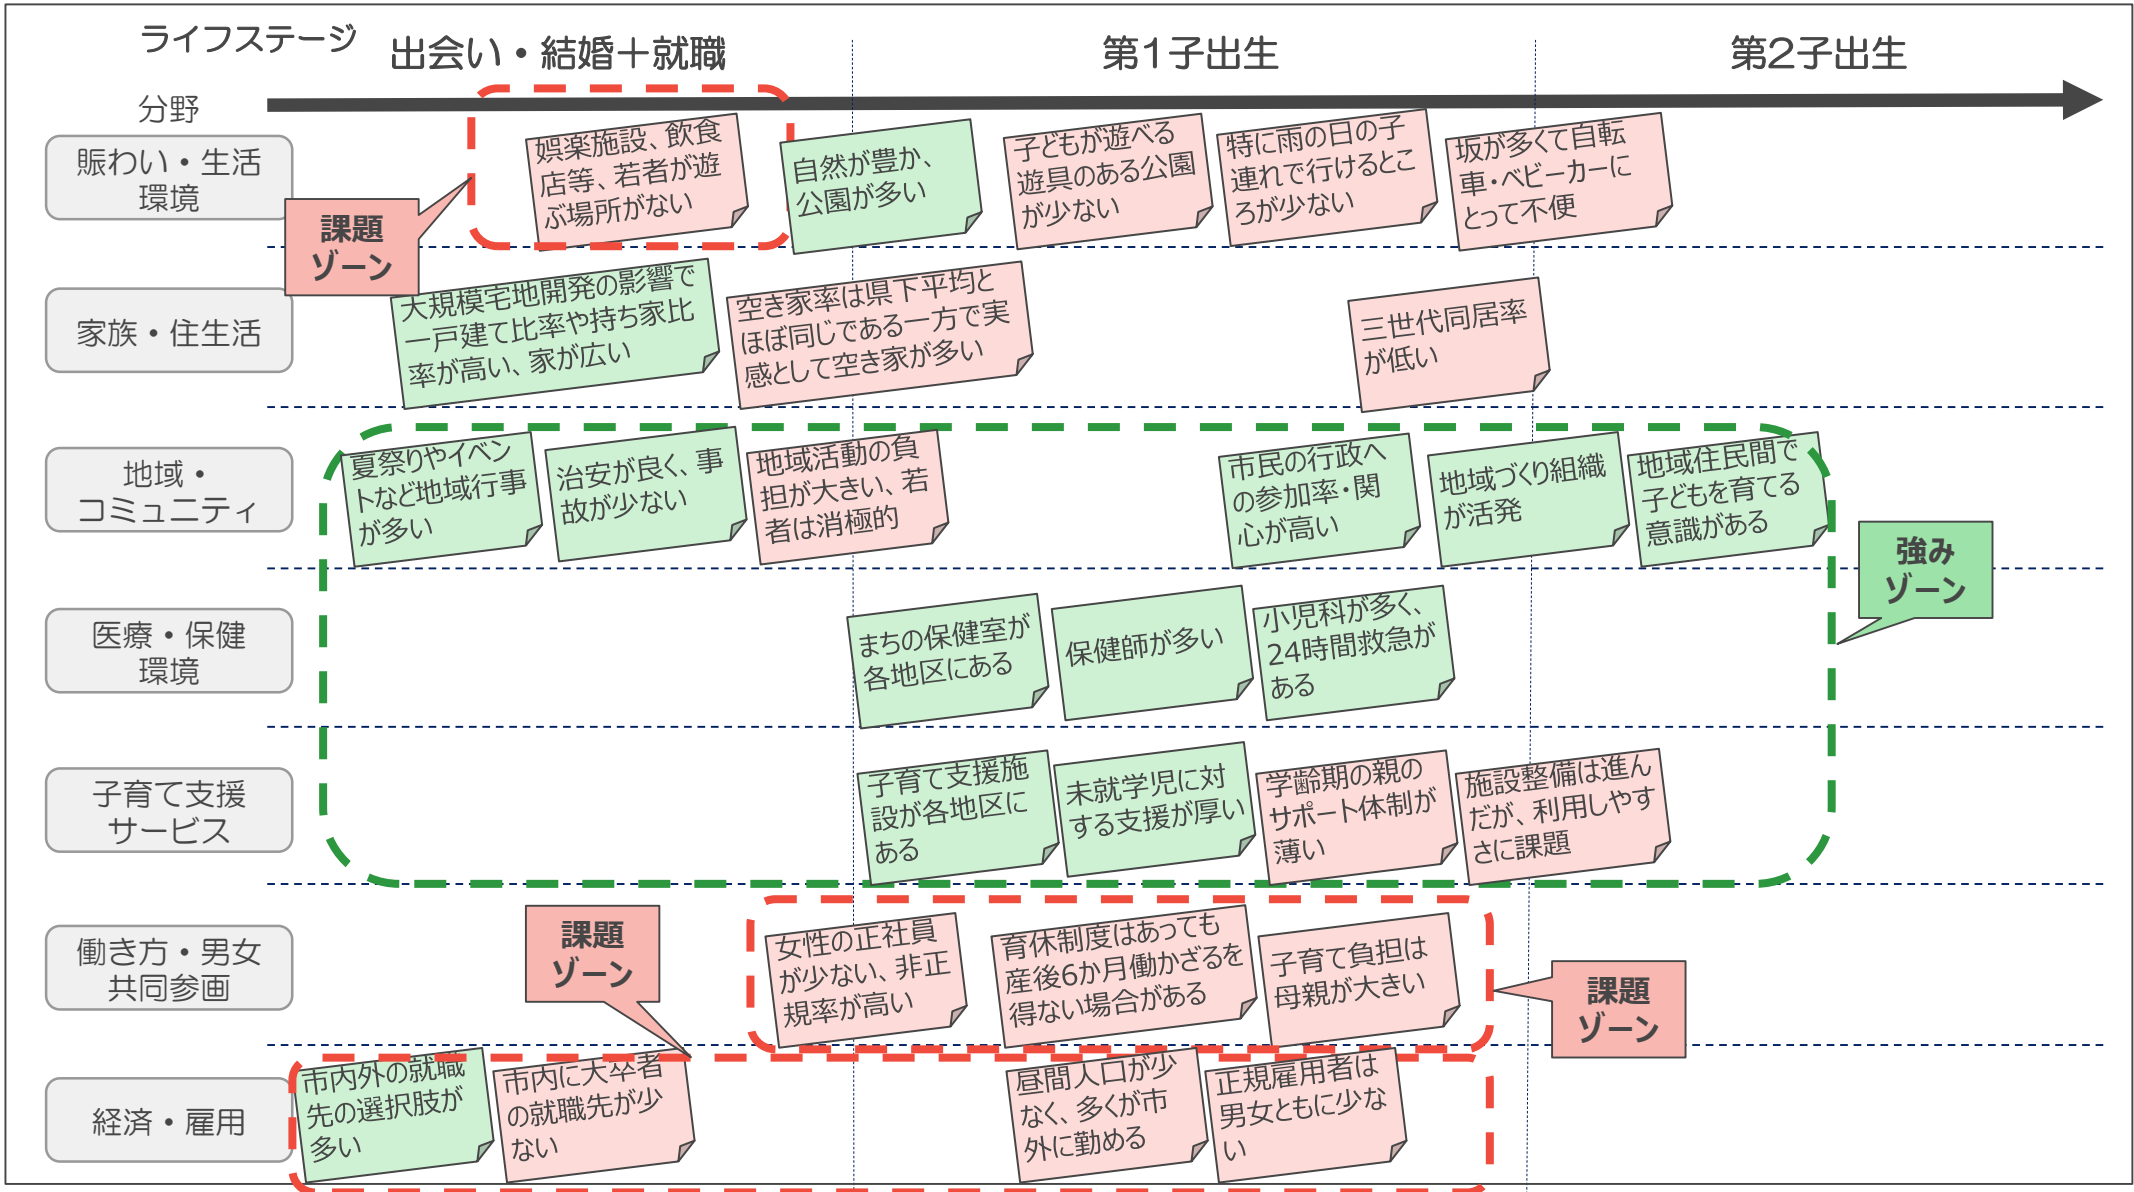 ライフステージ
出会い・結婚＋就職
第1子出生
第2子出生
分野
賑わい・生活
環境
課題
ゾーン
娯楽施設、飲食
店等、若者が遊
ぶ場所がない
自然が豊か、
公園が多い
子どもが遊べる
遊具のある公園
が少ない
特に雨の日の子
連れで行けるとこ
ろが少ない
坂が多くて自転
車・ベビーカーに
とって不便
家族・住生活
大規模宅地開発の影響で
一戸建て比率や持ち家比
率が高い、家が広い
空き家率は県下平均と
ほぼ同じである一方で実
感として空き家が多い
三世代同居率
が低い
地域・
コミュニティ
夏祭りやイベン
トなど地域行事
が多い
治安が良く、事
故が少ない
地域活動の負
担が大きい、若
者は消極的
市民の行政へ
の参加率・関
心が高い
地域づくり組織
が活発
地域住民間で
子どもを育てる
意識がある
強み
ゾーン
医療・保健
環境
まちの保健室が
各地区にある
保健師が多い
小児科が多く、
24時間救急が
ある
子育て支援
サービス
子育て支援施
設が各地区に
ある
未就学児に対
する支援が厚い
学齢期の親の
サポート体制が
薄い
施設整備は進ん
だが、利用しやす
さに課題
働き方・男女
共同参画
課題
ゾーン
女性の正社員
が少ない、非正
規率が高い
育休制度はあっても
産後6か月働かざるを
得ない場合がある
子育て負担は
母親が大きい
課題
ゾーン
経済・雇用
市内外の就職
先の選択肢が
多い
市内に大卒者
の就職先が少
ない
昼間人口が少
なく、多くが市
外に勤める
正規雇用者は
男女ともに少な
い